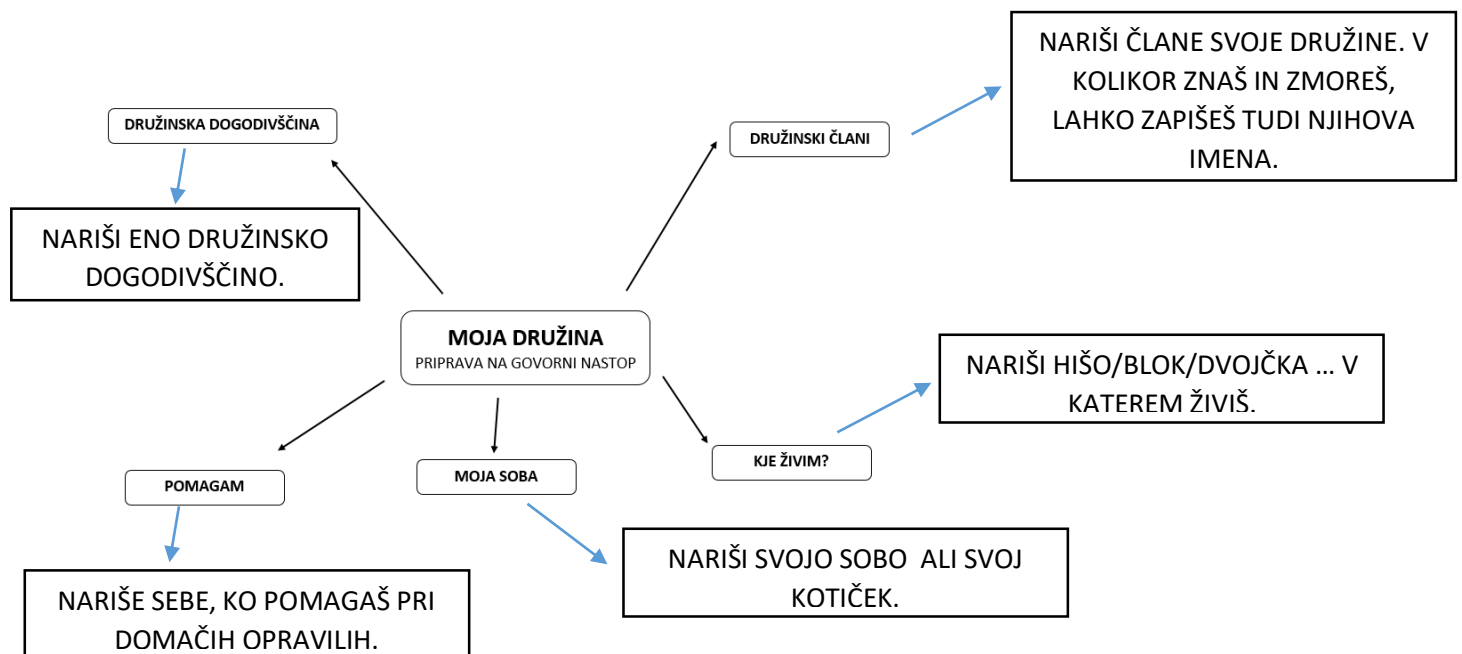 NARIŠI ČLANE SVOJE DRUŽINE. V
KOLIKOR ZNAŠ IN ZMOREŠ,
LAHKO ZAPIŠEŠ TUDI NJIHOVA
IMENA.
DRUŽINSKA DOGODIVŠČINA
DRUŽINSKI ČLANI
NARIŠI ENO DRUŽINSKO
DOGODIVŠČINO.
MOJA DRUŽINA
PRIPRAVA NA GOVORNI NASTOP
NARIŠI HIŠO/BLOK/DVOJČKA … V
KATEREM ŽIVIŠ.
KJE ŽIVIM?
MOJA SOBA
POMAGAM
NARIŠI SVOJO SOBO  ALI SVOJ
KOTIČEK.
NARIŠE SEBE, KO POMAGAŠ PRI
DOMAČIH OPRAVILIH.